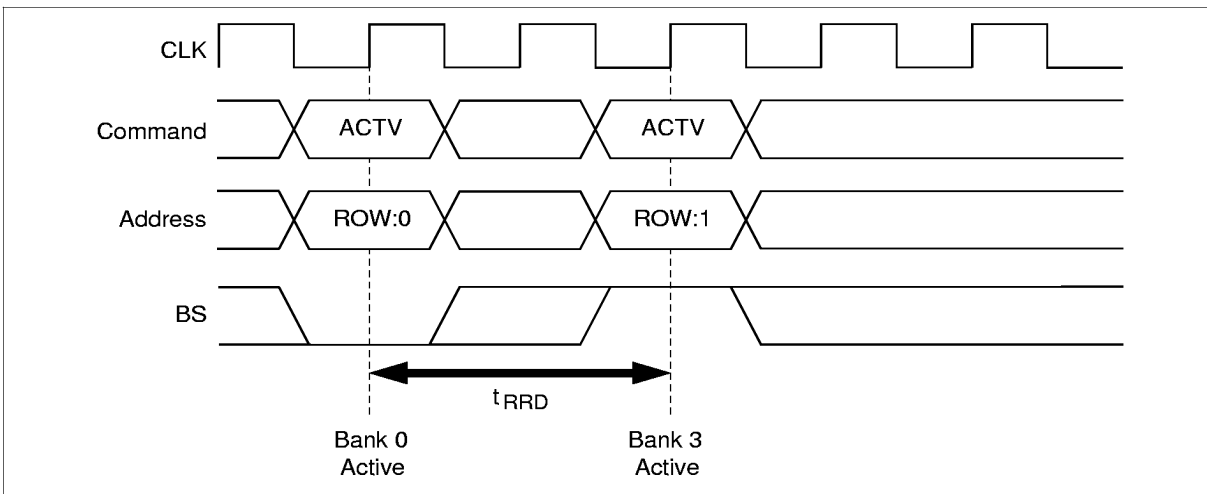 CLK
Command
ACTV
ACTV
Address
ROW:0
ROW:1
BS
tRRD
Bank 0
Active
Bank 3
Active